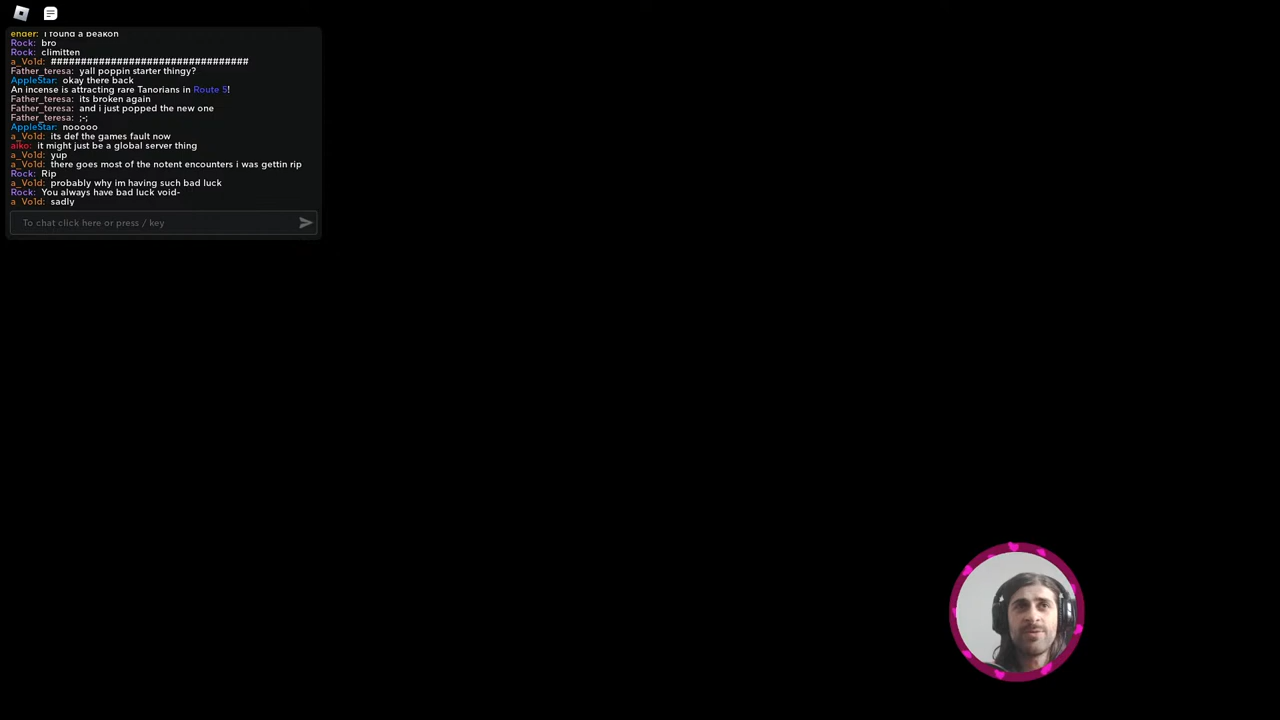 ender: i found a beakon
Rock: bro
Rock: climitten
a_Vo1d: #################################
Father_teresa: yall poppin starter thingy?
AppleStar: okay there back
An incense is attracting rare Tanorians in Route 5!
Father_teresa: its broken again
Father_teresa: and i just popped the new one
Father_teresa: ;-;
AppleStar: nooooo
a_Vo1d: its def the games fault now
aiko: it might just be a global server thing
a_Vo1d: yup
a_Vo1d: there goes most of the notent encounters i was gettin rip
Rock: Rip
a_Vo1d: probably why im having such bad luck
Rock: You always have bad luck void-
a_Vo1d: sadly
To chat click here or press / key